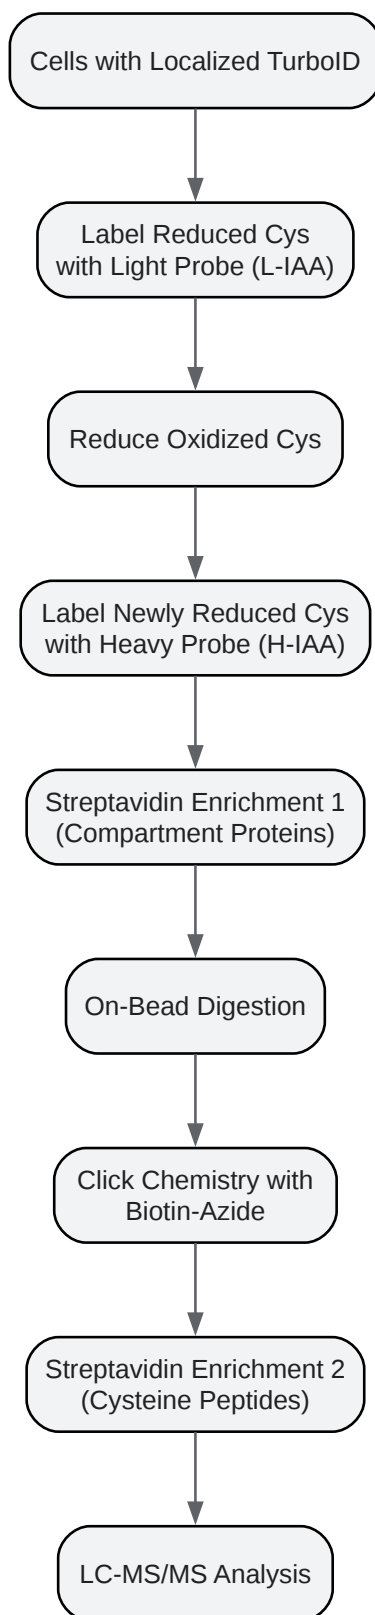 Cells with Localized TurboID
Label Reduced Cys
with Light Probe (L-IAA)
Reduce Oxidized Cys
Label Newly Reduced Cys
with Heavy Probe (H-IAA)
Streptavidin Enrichment 1
(Compartment Proteins)
On-Bead Digestion
Click Chemistry with
Biotin-Azide
Streptavidin Enrichment 2
(Cysteine Peptides)
LC-MS/MS Analysis